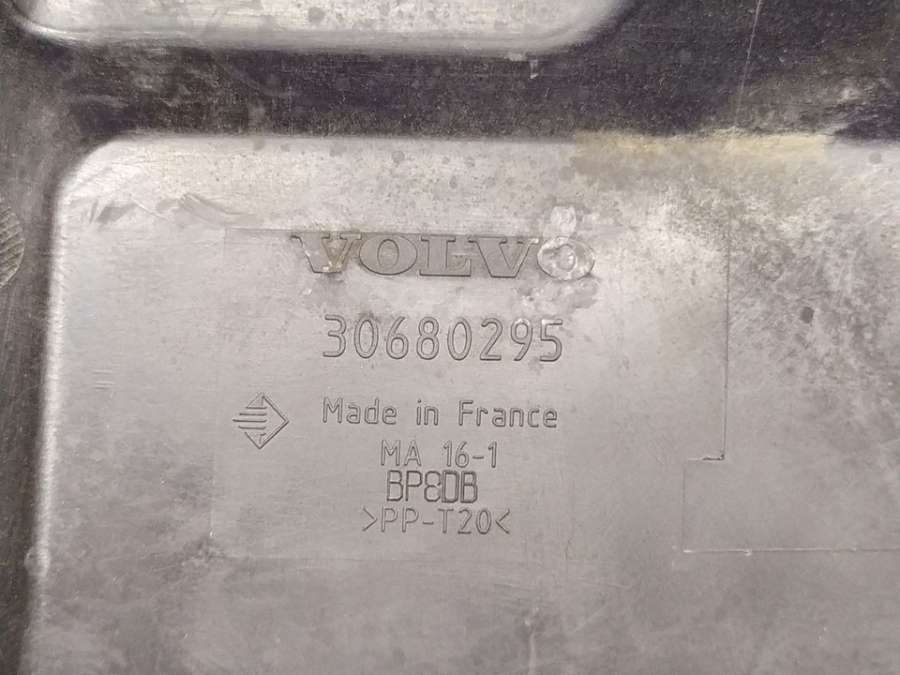 VOLVO
30680295
Made in France
MA 16-1
BP8DB
>PP-T20<